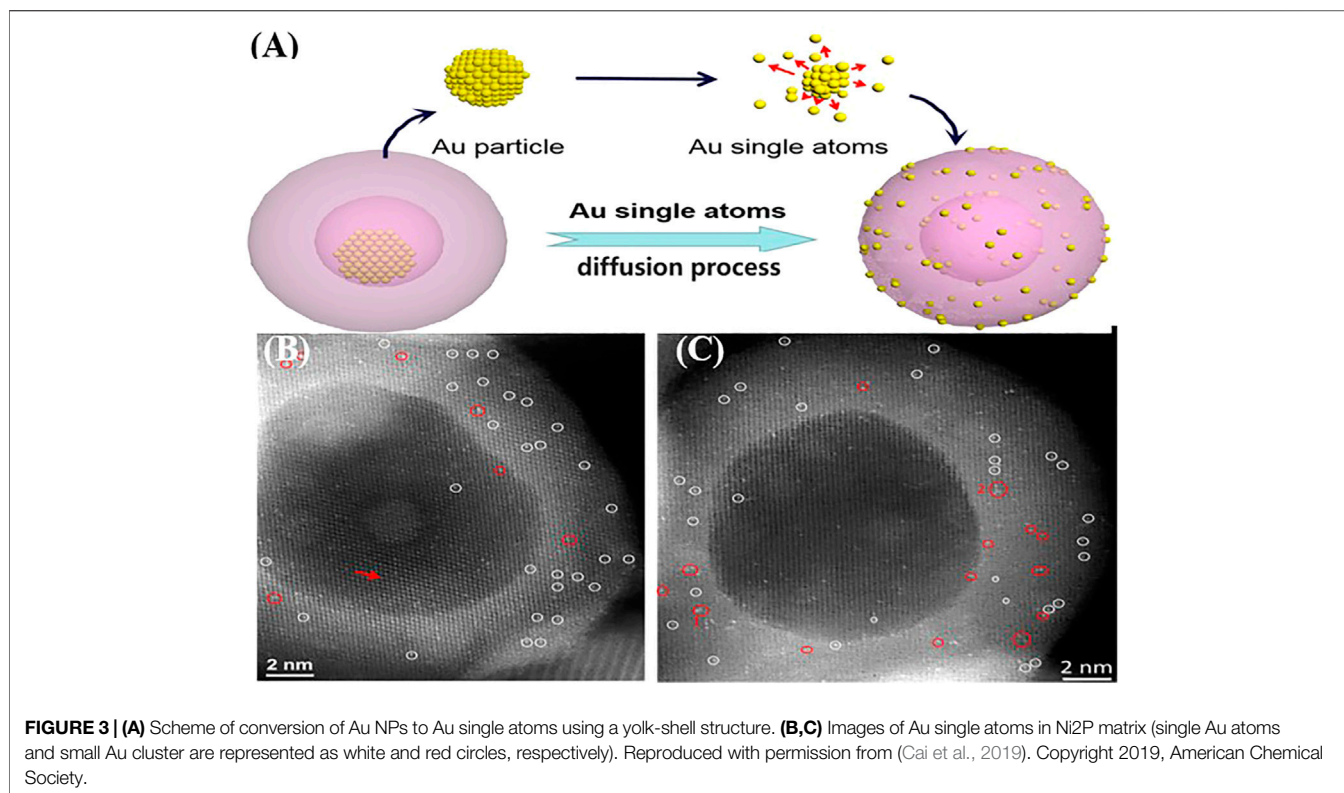 (A)
Au particle
Au single atoms
Au single atoms
diffusion process
(B)
(C)
2
1
2 nm
2 nm
FIGURE 3 | (A) Scheme of conversion of Au NPs to Au single atoms using a yolk-shell structure. (B,C) Images of Au single atoms in Ni2P matrix (single Au atoms
and small Au cluster are represented as white and red circles, respectively). Reproduced with permission from (Cai et al., 2019). Copyright 2019, American Chemical
Society.